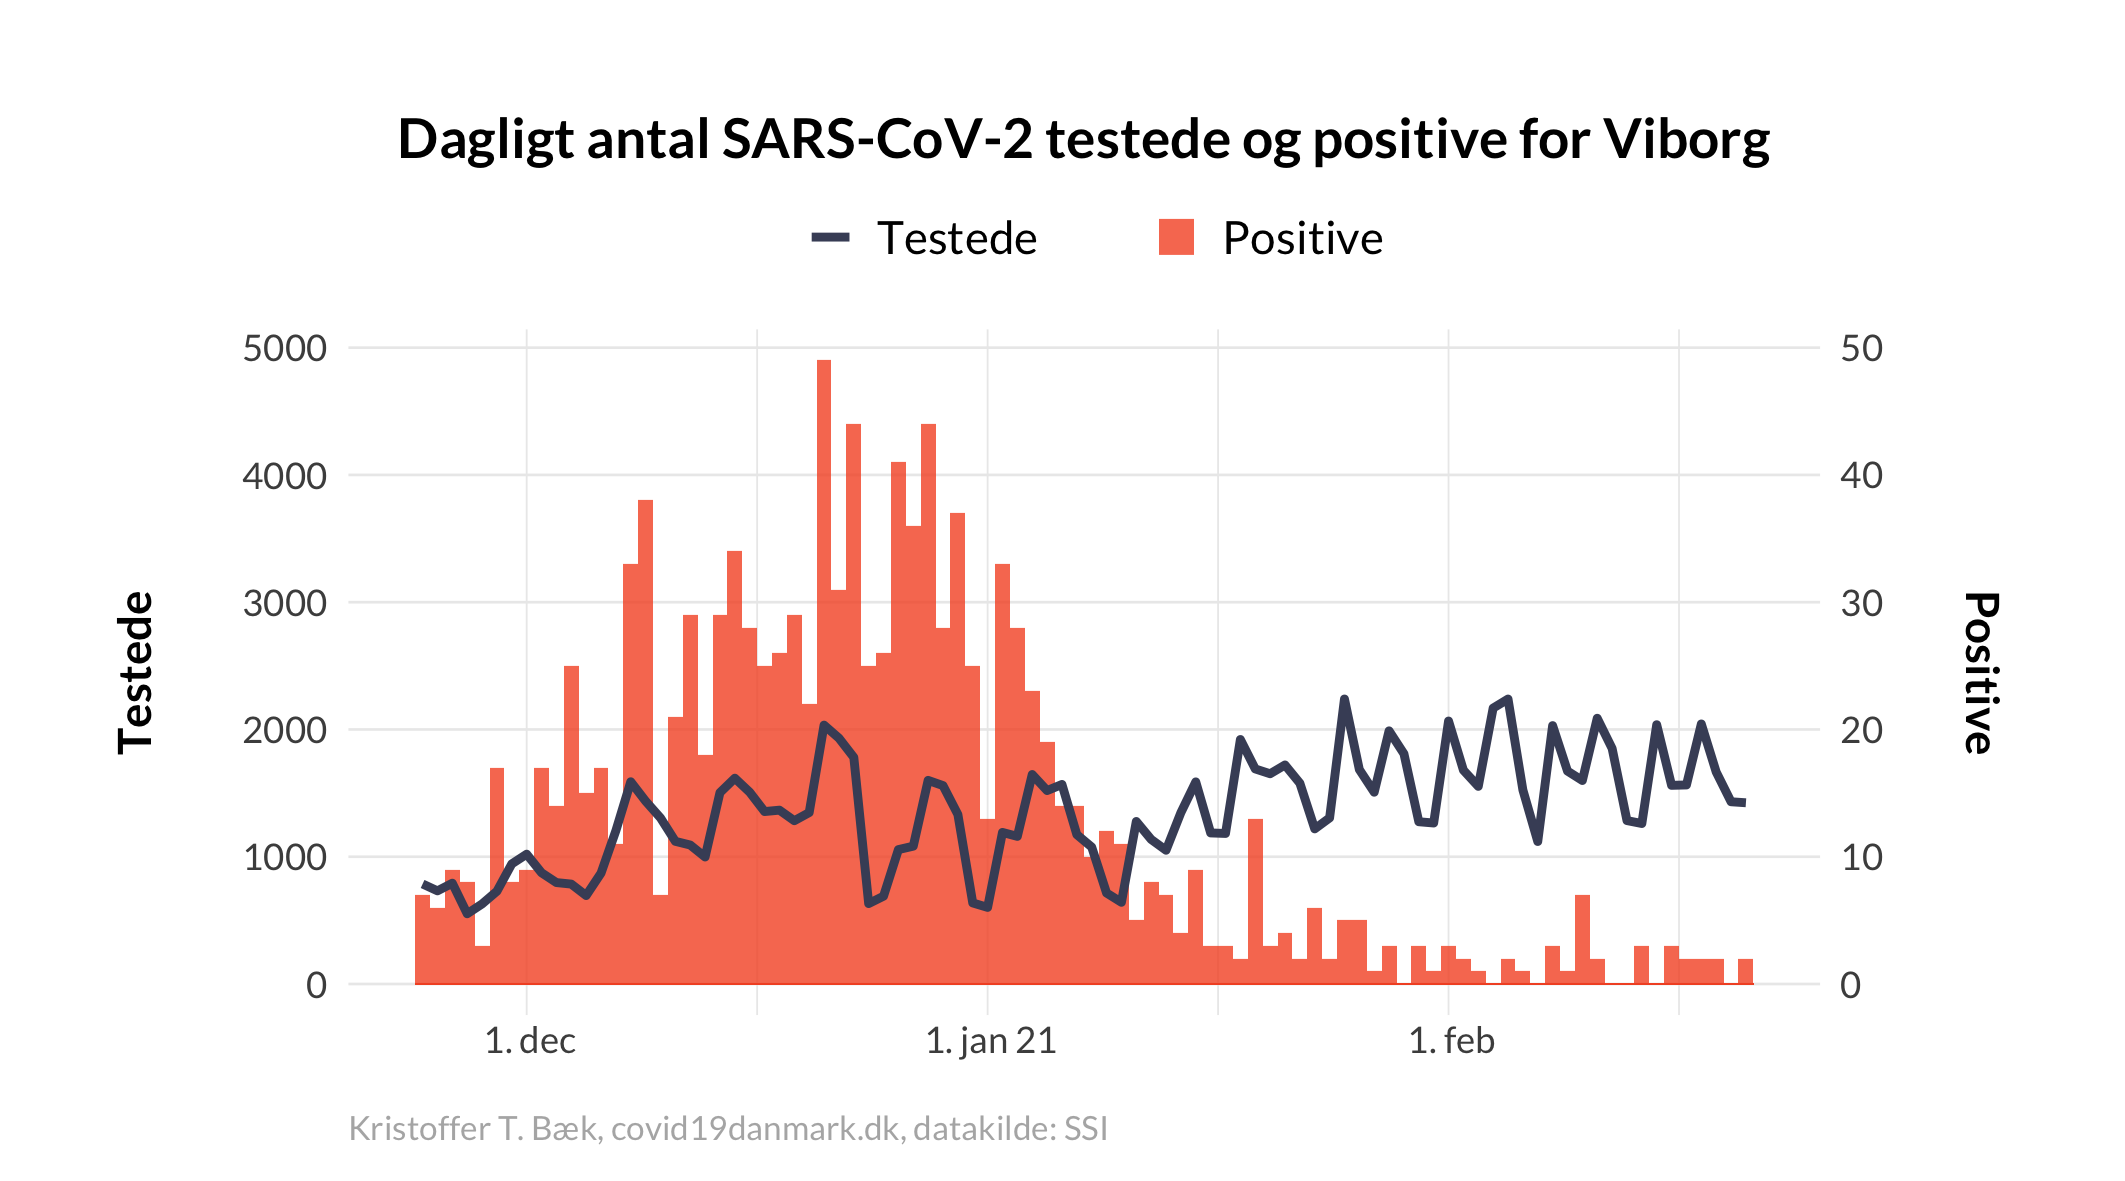 Dagligt antal SARS-CoV-2 testede og positive for Viborg
Testede
Positive
5000
4000
3000
2000
1000
0
Testede
50
40
30
20
10
0
Positive
1. dec
1. jan 21
1. feb
Kristoffer T. Bæk, covid19danmark.dk, datakilde: SSI